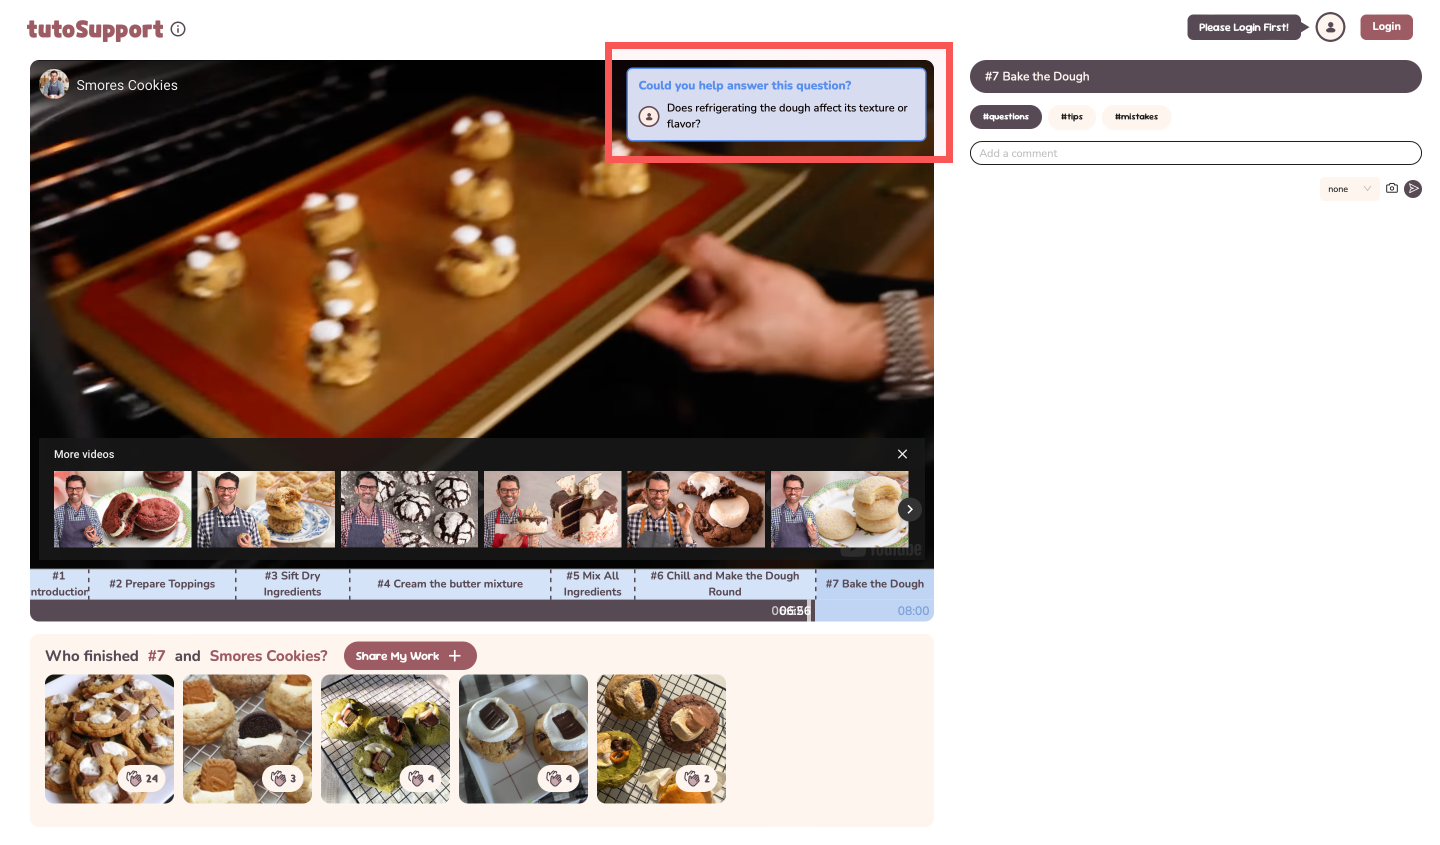 tutoSupport
Please Login First!
Login
Smores Cookies
Could you help answer this question?
Does refrigerating the dough affect its texture or
flavor?
More videos
YouTube
#1
ntroduction
#2 Prepare Toppings
#3 Sift Dry
Ingredients
#4 Cream the butter mixture
#5 Mix All
Ingredients
#6 Chill and Make the Dough
Round
#7 Bake the Dough
08:00
Who finished #7 and Smores Cookies?
Share My Work
24
3
4
4
2
#7 Bake the Dough
#questions
#tips
#mistakes
Add a comment
none